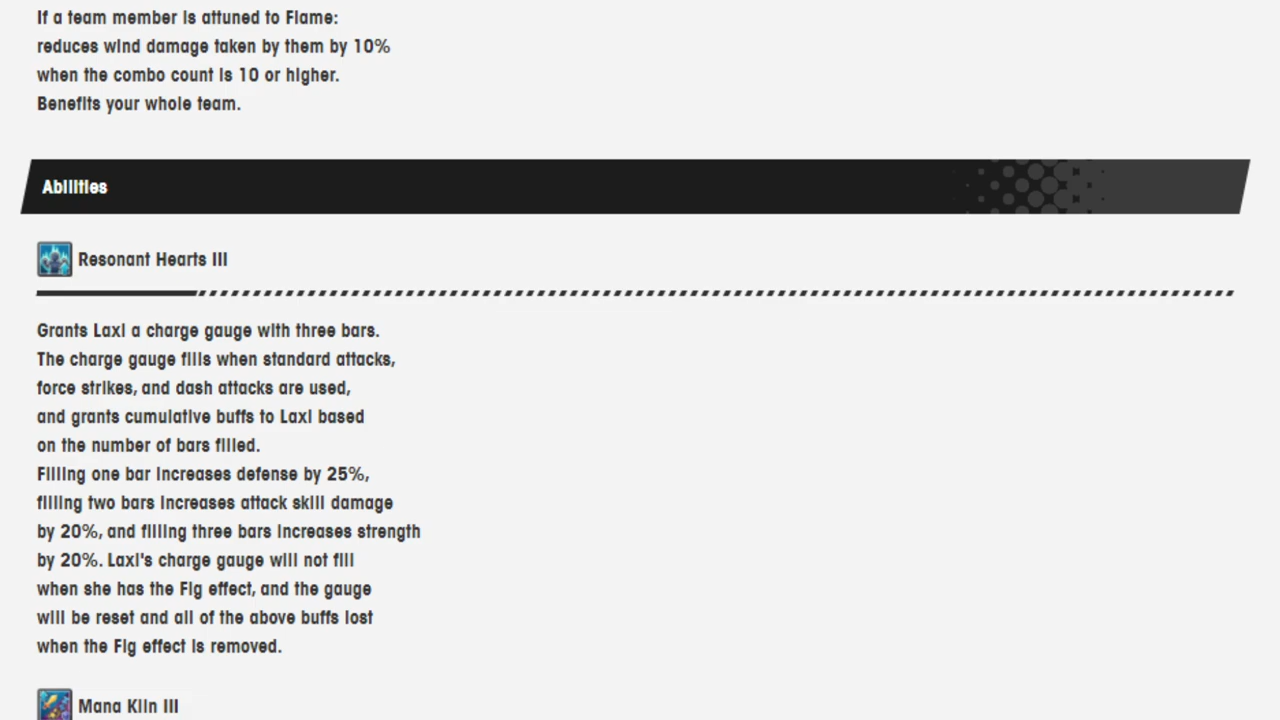 If a team member is attuned to Flame:
reduces wind damage taken by them by 10%
when the combo count is 10 or higher.
Benefits your whole team.
Abilities
Resonant Hearts III
Grants Laxi a charge gauge with three bars.
The charge gauge fills when standard attacks,
force strikes, and dash attacks are used,
and grants cumulative buffs to Laxi based
on the number of bars filled.
Filling one bar increases defense by 25%,
filling two bars increases attack skill damage
by 20%, and filling three bars increases strength
by 20%. Laxi's charge gauge will not fill
when she has the Fig effect, and the gauge
will be reset and all of the above buffs lost
when the Fig effect is removed.
Mana Kiln III